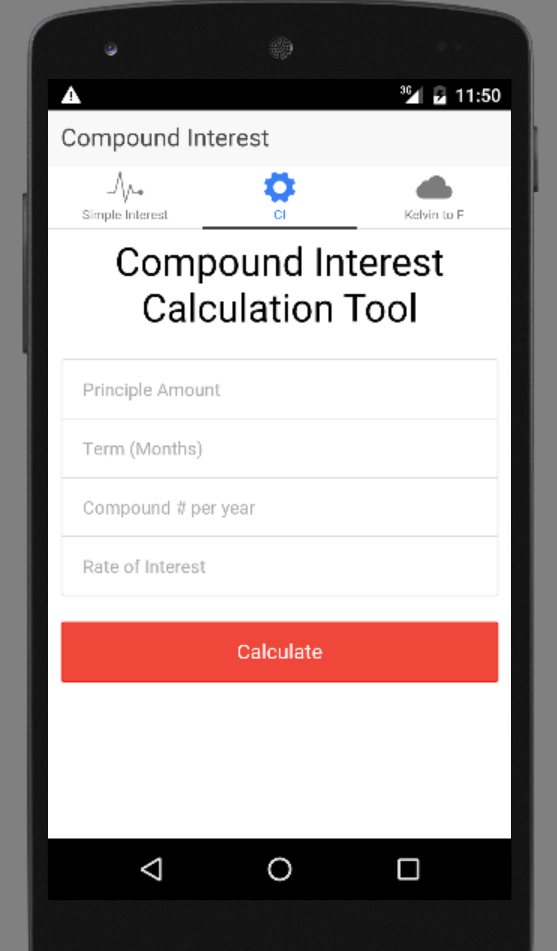 3G 11:50
Compound Interest
Simple Interest
CI
Kelvin to F
Compound Interest
Calculation Tool
Principle Amount
Term (Months)
Compound # per year
Rate of Interest
Calculate